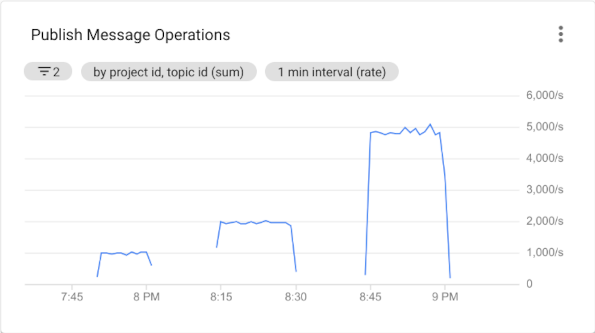 Publish Message Operations
2 by project id, topic id (sum) 1 min interval (rate)
6,000/s
5,000/s
4,000/s
3,000/s
2,000/s
1,000/s
0
7:45 8 PM 8:15 8:30 8:45 9 PM